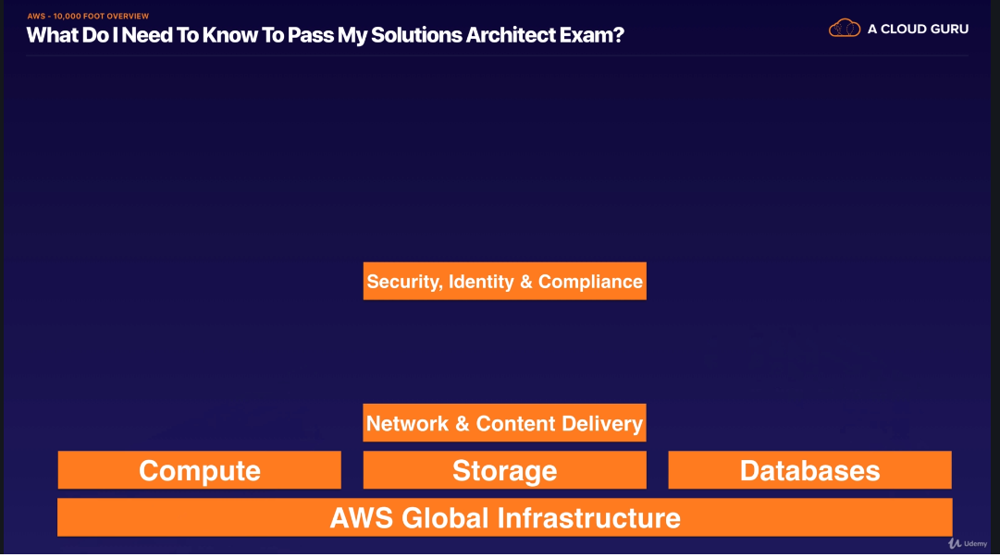 AWS - 10,000 FOOT OVERVIEW
What Do I Need To Know To Pass My Solutions Architect Exam?
A CLOUD GURU
Security, Identity & Compliance
Network & Content Delivery
Compute
Storage
Databases
AWS Global Infrastructure
Udemy